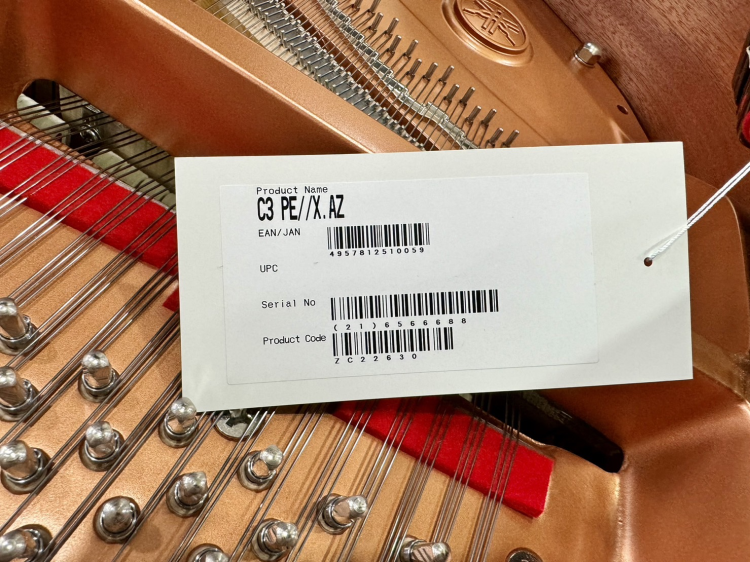 Product Name
C3 PE//X.AZ
EAN/JAN
4957812510059
UPC
Serial No
(21)6566688
Product Code
ZC22630